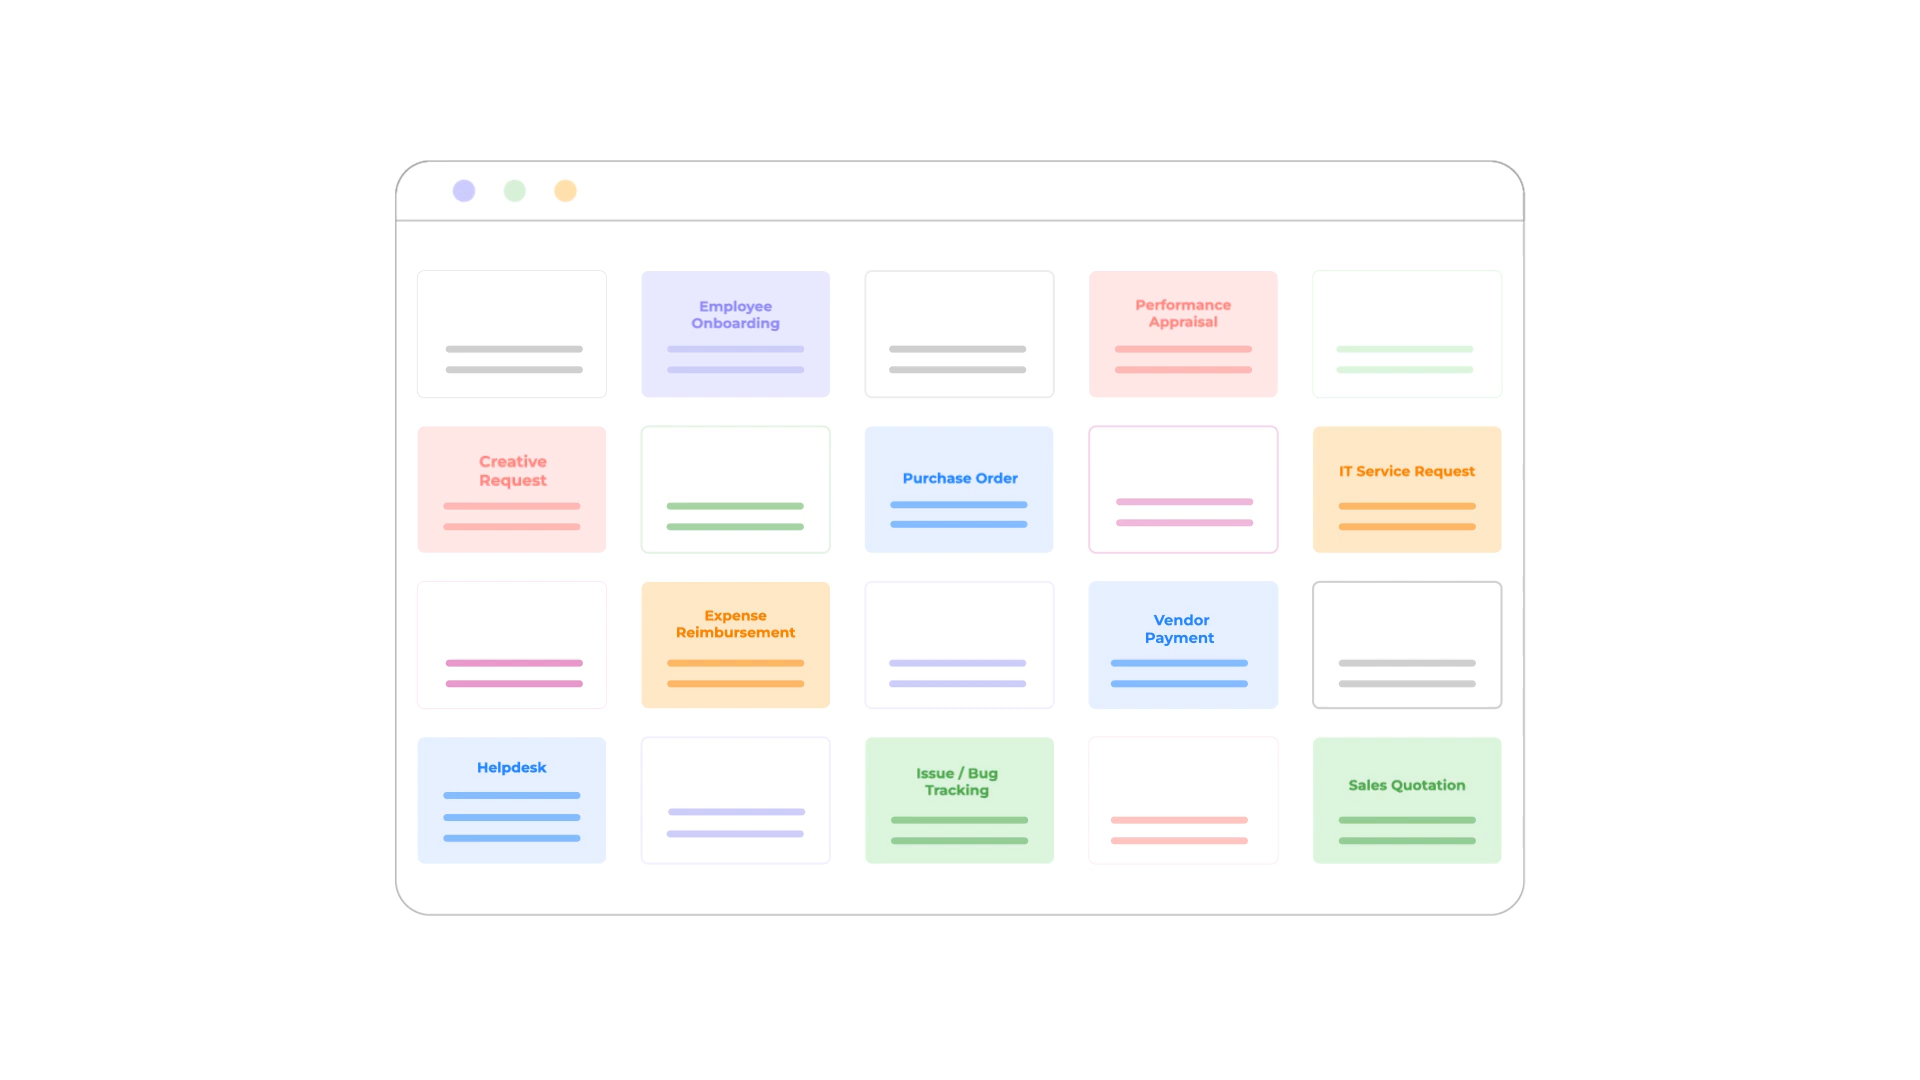 Employee
Onboarding
Performance
Appraisal
Creative
Request
Purchase Order
IT Service Request
Expense
Reimbursement
Vendor
Payment
Helpdesk
Issue / Bug
Tracking
Sales Quotation